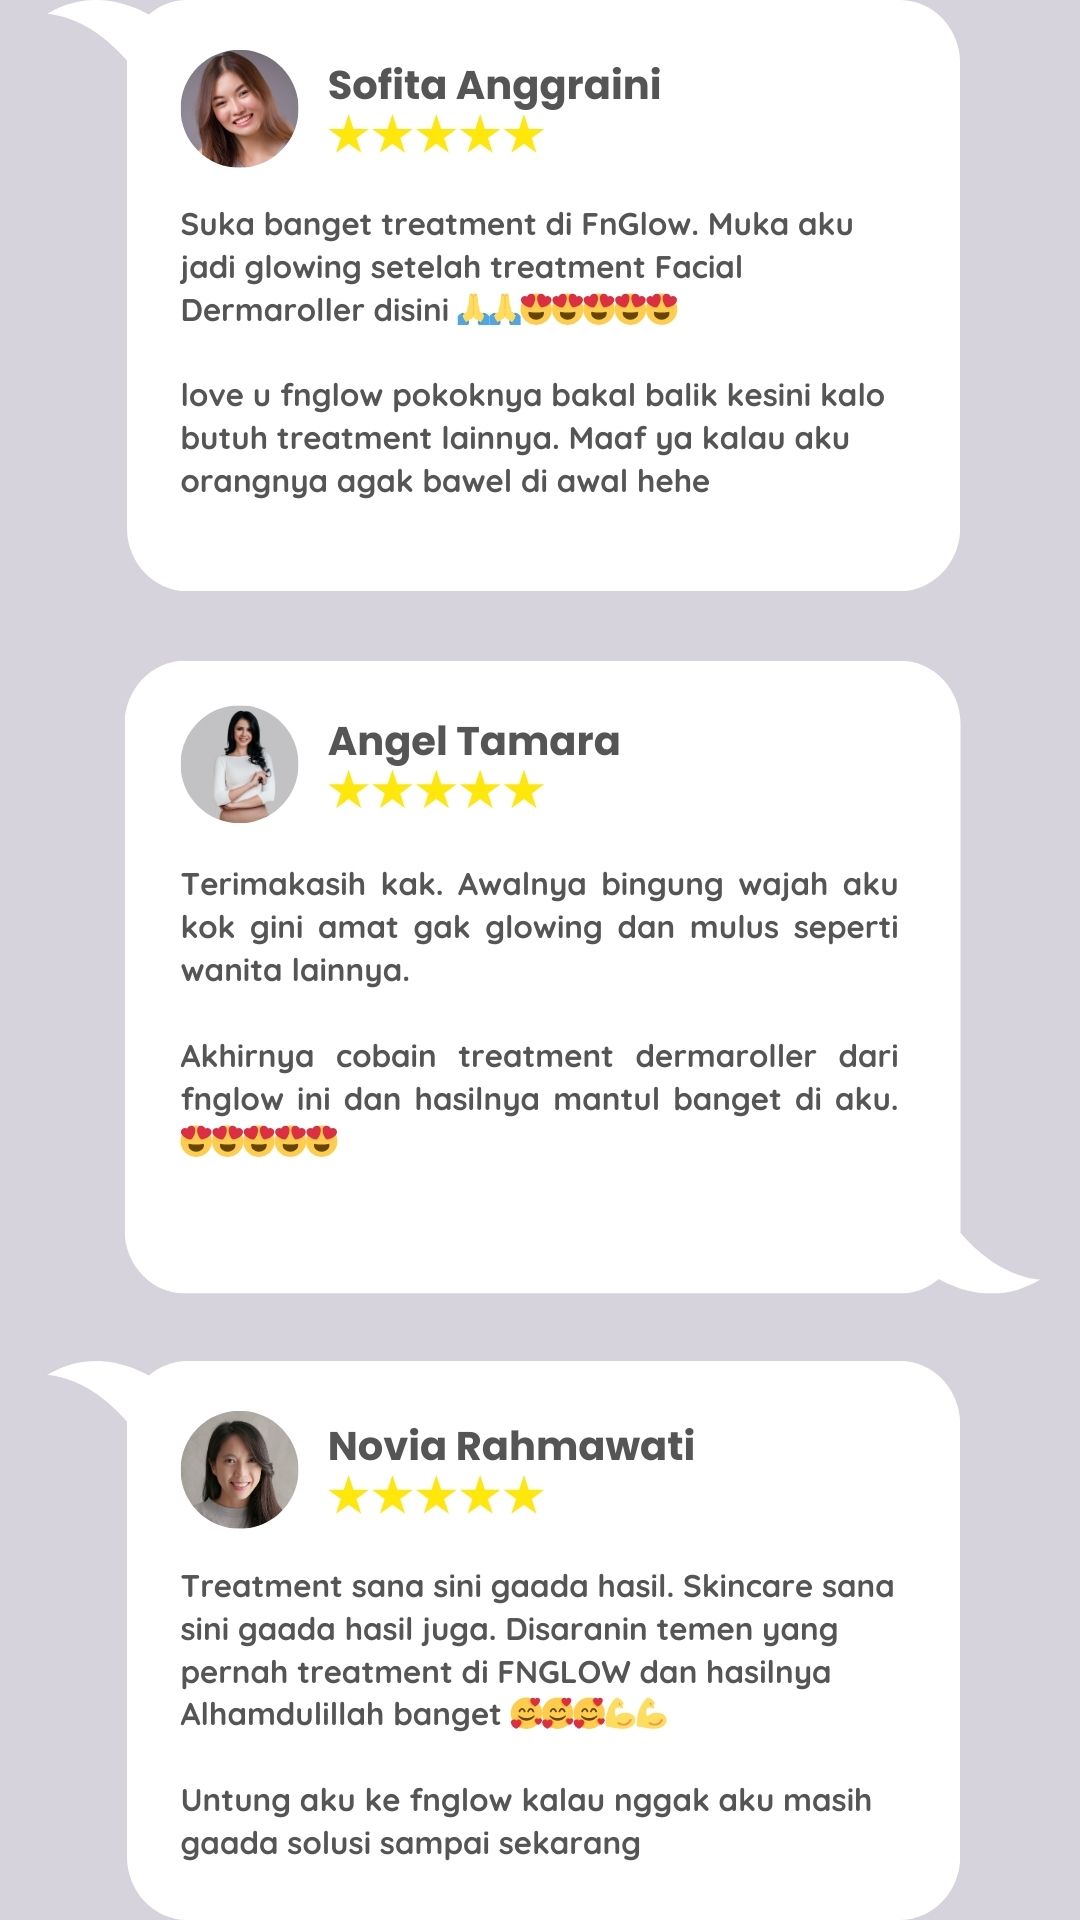 Sofita Anggraini
★★★★★
Suka banget treatment di FnGlow. Muka aku
jadi glowing setelah treatment Facial
Dermaroller disini 🙏🙏😍😍😍😍😍
love u fnglow pokoknya bakal balik kesini kalo
butuh treatment lainnya. Maaf ya kalau aku
orangnya agak bawel di awal hehe
Angel Tamara
★★★★★
Terimakasih kak. Awalnya bingung wajah aku
kok gini amat gak glowing dan mulus seperti
wanita lainnya.
Akhirnya cobain treatment dermaroller dari
fnglow ini dan hasilnya mantul banget di aku.
😍😍😍😍😍
Novia Rahmawati
★★★★★
Treatment sana sini gaada hasil. Skincare sana
sini gaada hasil juga. Disaranin temen yang
pernah treatment di FNGLOW dan hasilnya
Alhamdulillah banget 🥰🥰🥰💪💪
Untung aku ke fnglow kalau nggak aku masih
gaada solusi sampai sekarang